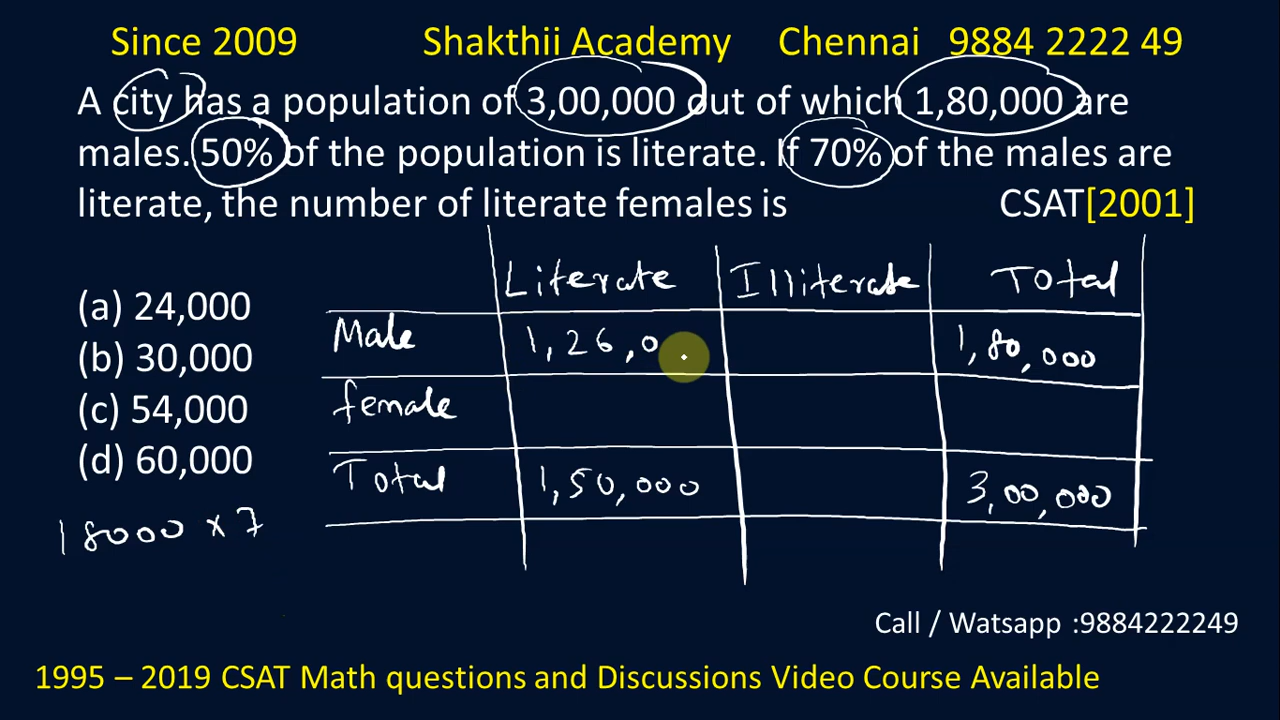 Since 2009 Shakthii Academy Chennai 9884 2222 49
A city has a population of 3,00,000 out of which 1,80,000 are
males. 50% of the population is literate. If 70% of the males are
literate, the number of literate females is CSAT[2001]
Literate Illiterate Total
(a) 24,000
Male 1,26,0 1,80,000
(b) 30,000
female
(c) 54,000
(d) 60,000
Total 1,50,000 3,00,000
18000 x 7
Call / Watsapp :9884222249
1995 – 2019 CSAT Math questions and Discussions Video Course Available